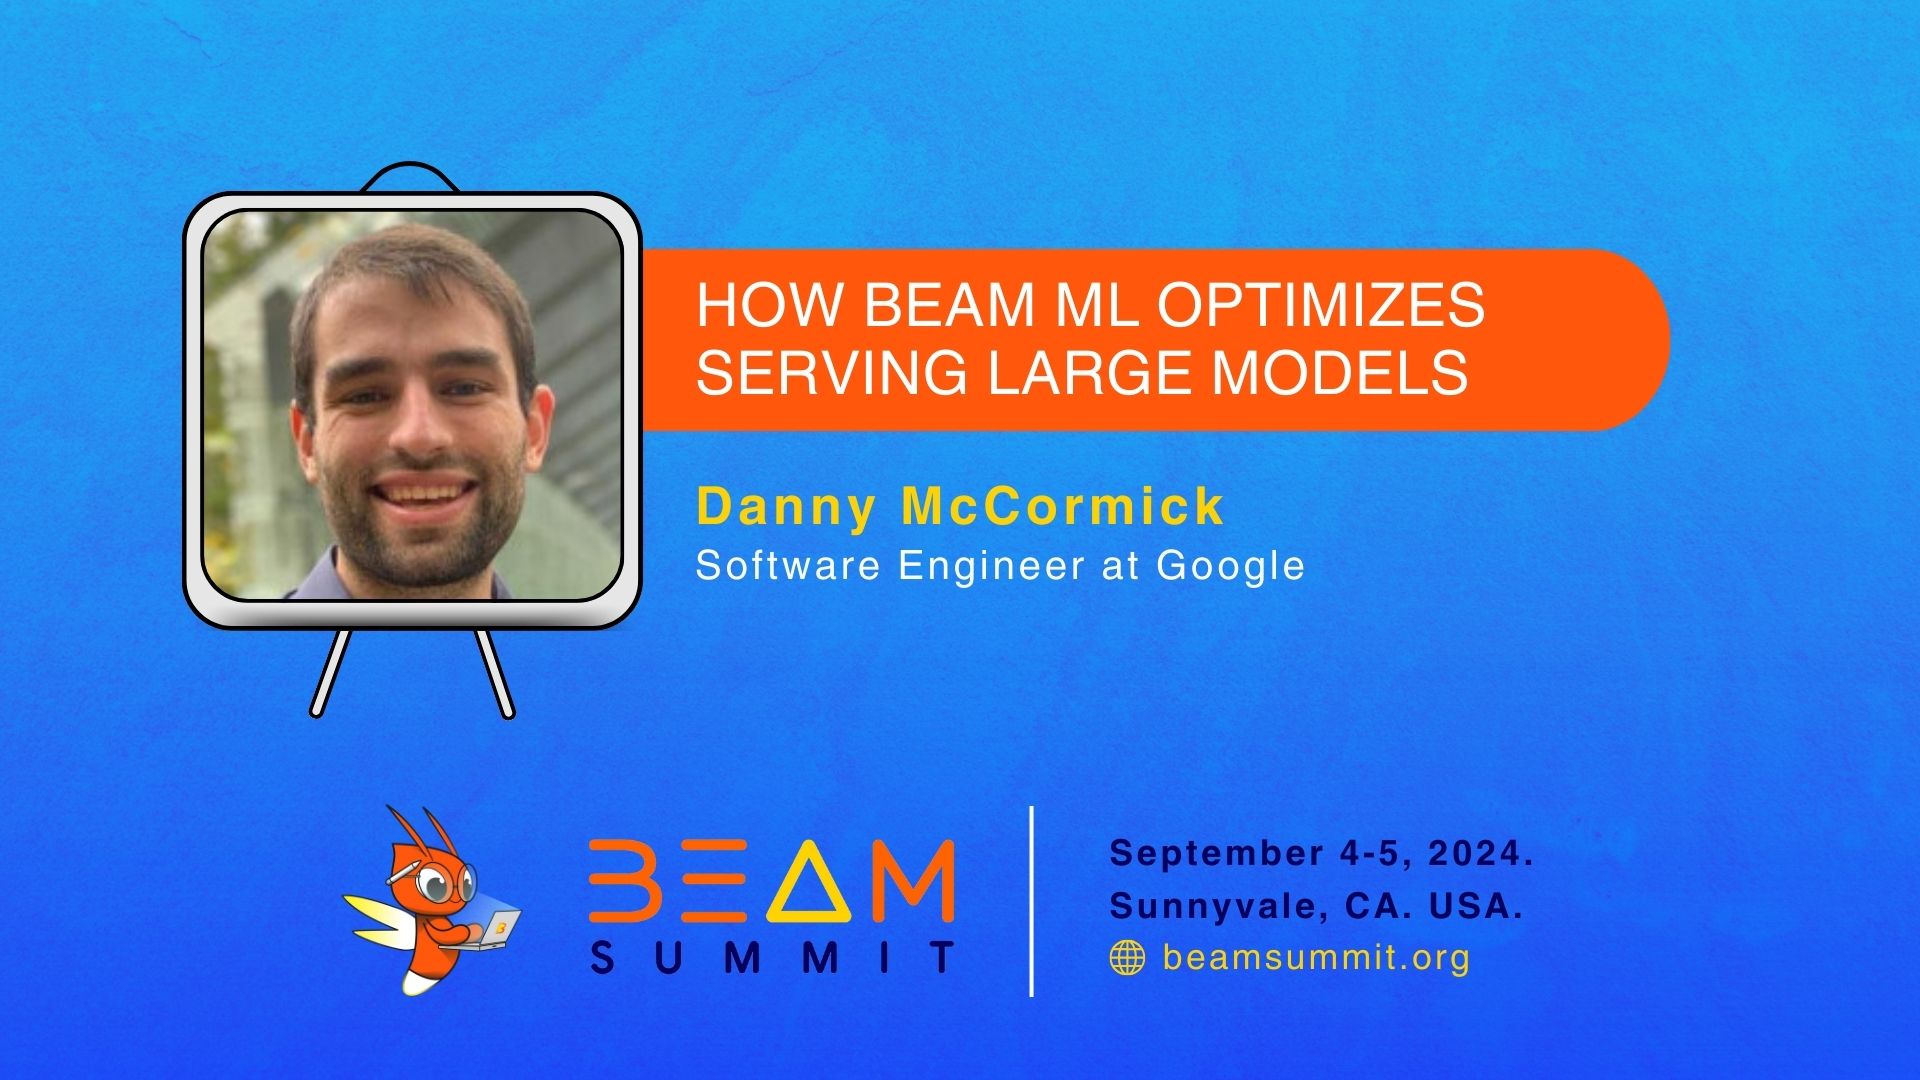 HOW BEAM ML OPTIMIZES
SERVING LARGE MODELS
Danny McCormick
Software Engineer at Google
BEAM
SUMMIT
September 4-5, 2024.
Sunnyvale, CA. USA.
beamsummit.org